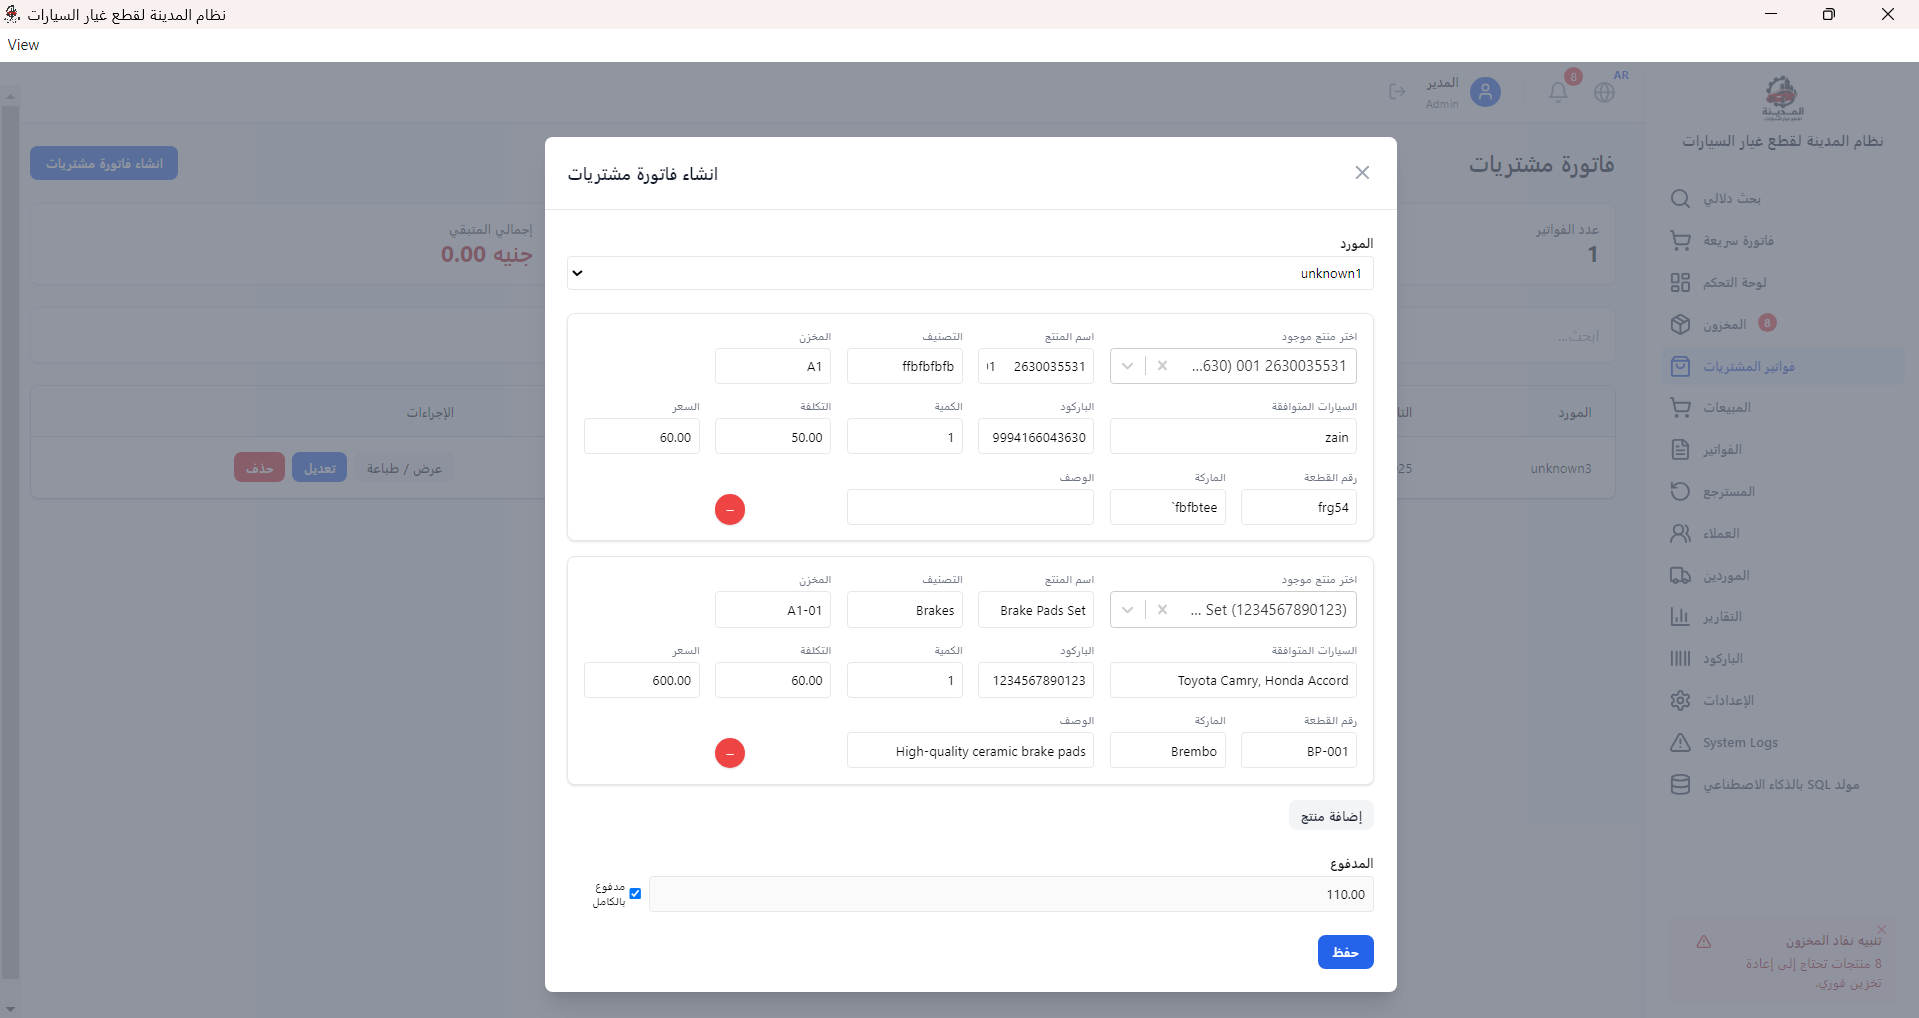 نظام المدينة لقطع غيار السيارات
View
AR
8
المدير
Admin
المدينة
نظام المدينة لقطع غيار السيارات
بحث دلالي
فاتورة سريعة
لوحة التحكم
المخزون 8
فواتير المشتريات
المبيعات
الفواتير
المسترجع
العملاء
الموردين
التقارير
الباركود
الإعدادات
System Logs
مولد SQL بالذكاء الاصطناعي
تنبيه نفاد المخزون
8 منتجات تحتاج إلى إعادة
تخزين فوري.
فاتورة مشتريات
انشاء فاتورة مشتريات
عدد الفواتير
1
إجمالي المتبقي
جنيه 0.00
ابحث...
المورد
الإجراءات
unknown3
25
عرض / طباعة
تعديل
حذف
انشاء فاتورة مشتريات
المورد
unknown1
اختر منتج موجود
اسم المنتج
التصنيف
المخزن
2630035531 001 (630...
2630035531
ffbfbfbfb
A1
السيارات المتوافقة
الباركود
الكمية
التكلفة
السعر
zain
9994166043630
1
50.00
60.00
رقم القطعة
الماركة
الوصف
frg54
fbfbtee`
–
اختر منتج موجود
اسم المنتج
التصنيف
المخزن
... Set (1234567890123)
Brake Pads Set
Brakes
A1-01
السيارات المتوافقة
الباركود
الكمية
التكلفة
السعر
Toyota Camry, Honda Accord
1234567890123
1
60.00
600.00
رقم القطعة
الماركة
الوصف
BP-001
Brembo
High-quality ceramic brake pads
–
إضافة منتج
المدفوع
110.00
مدفوع
بالكامل
حفظ